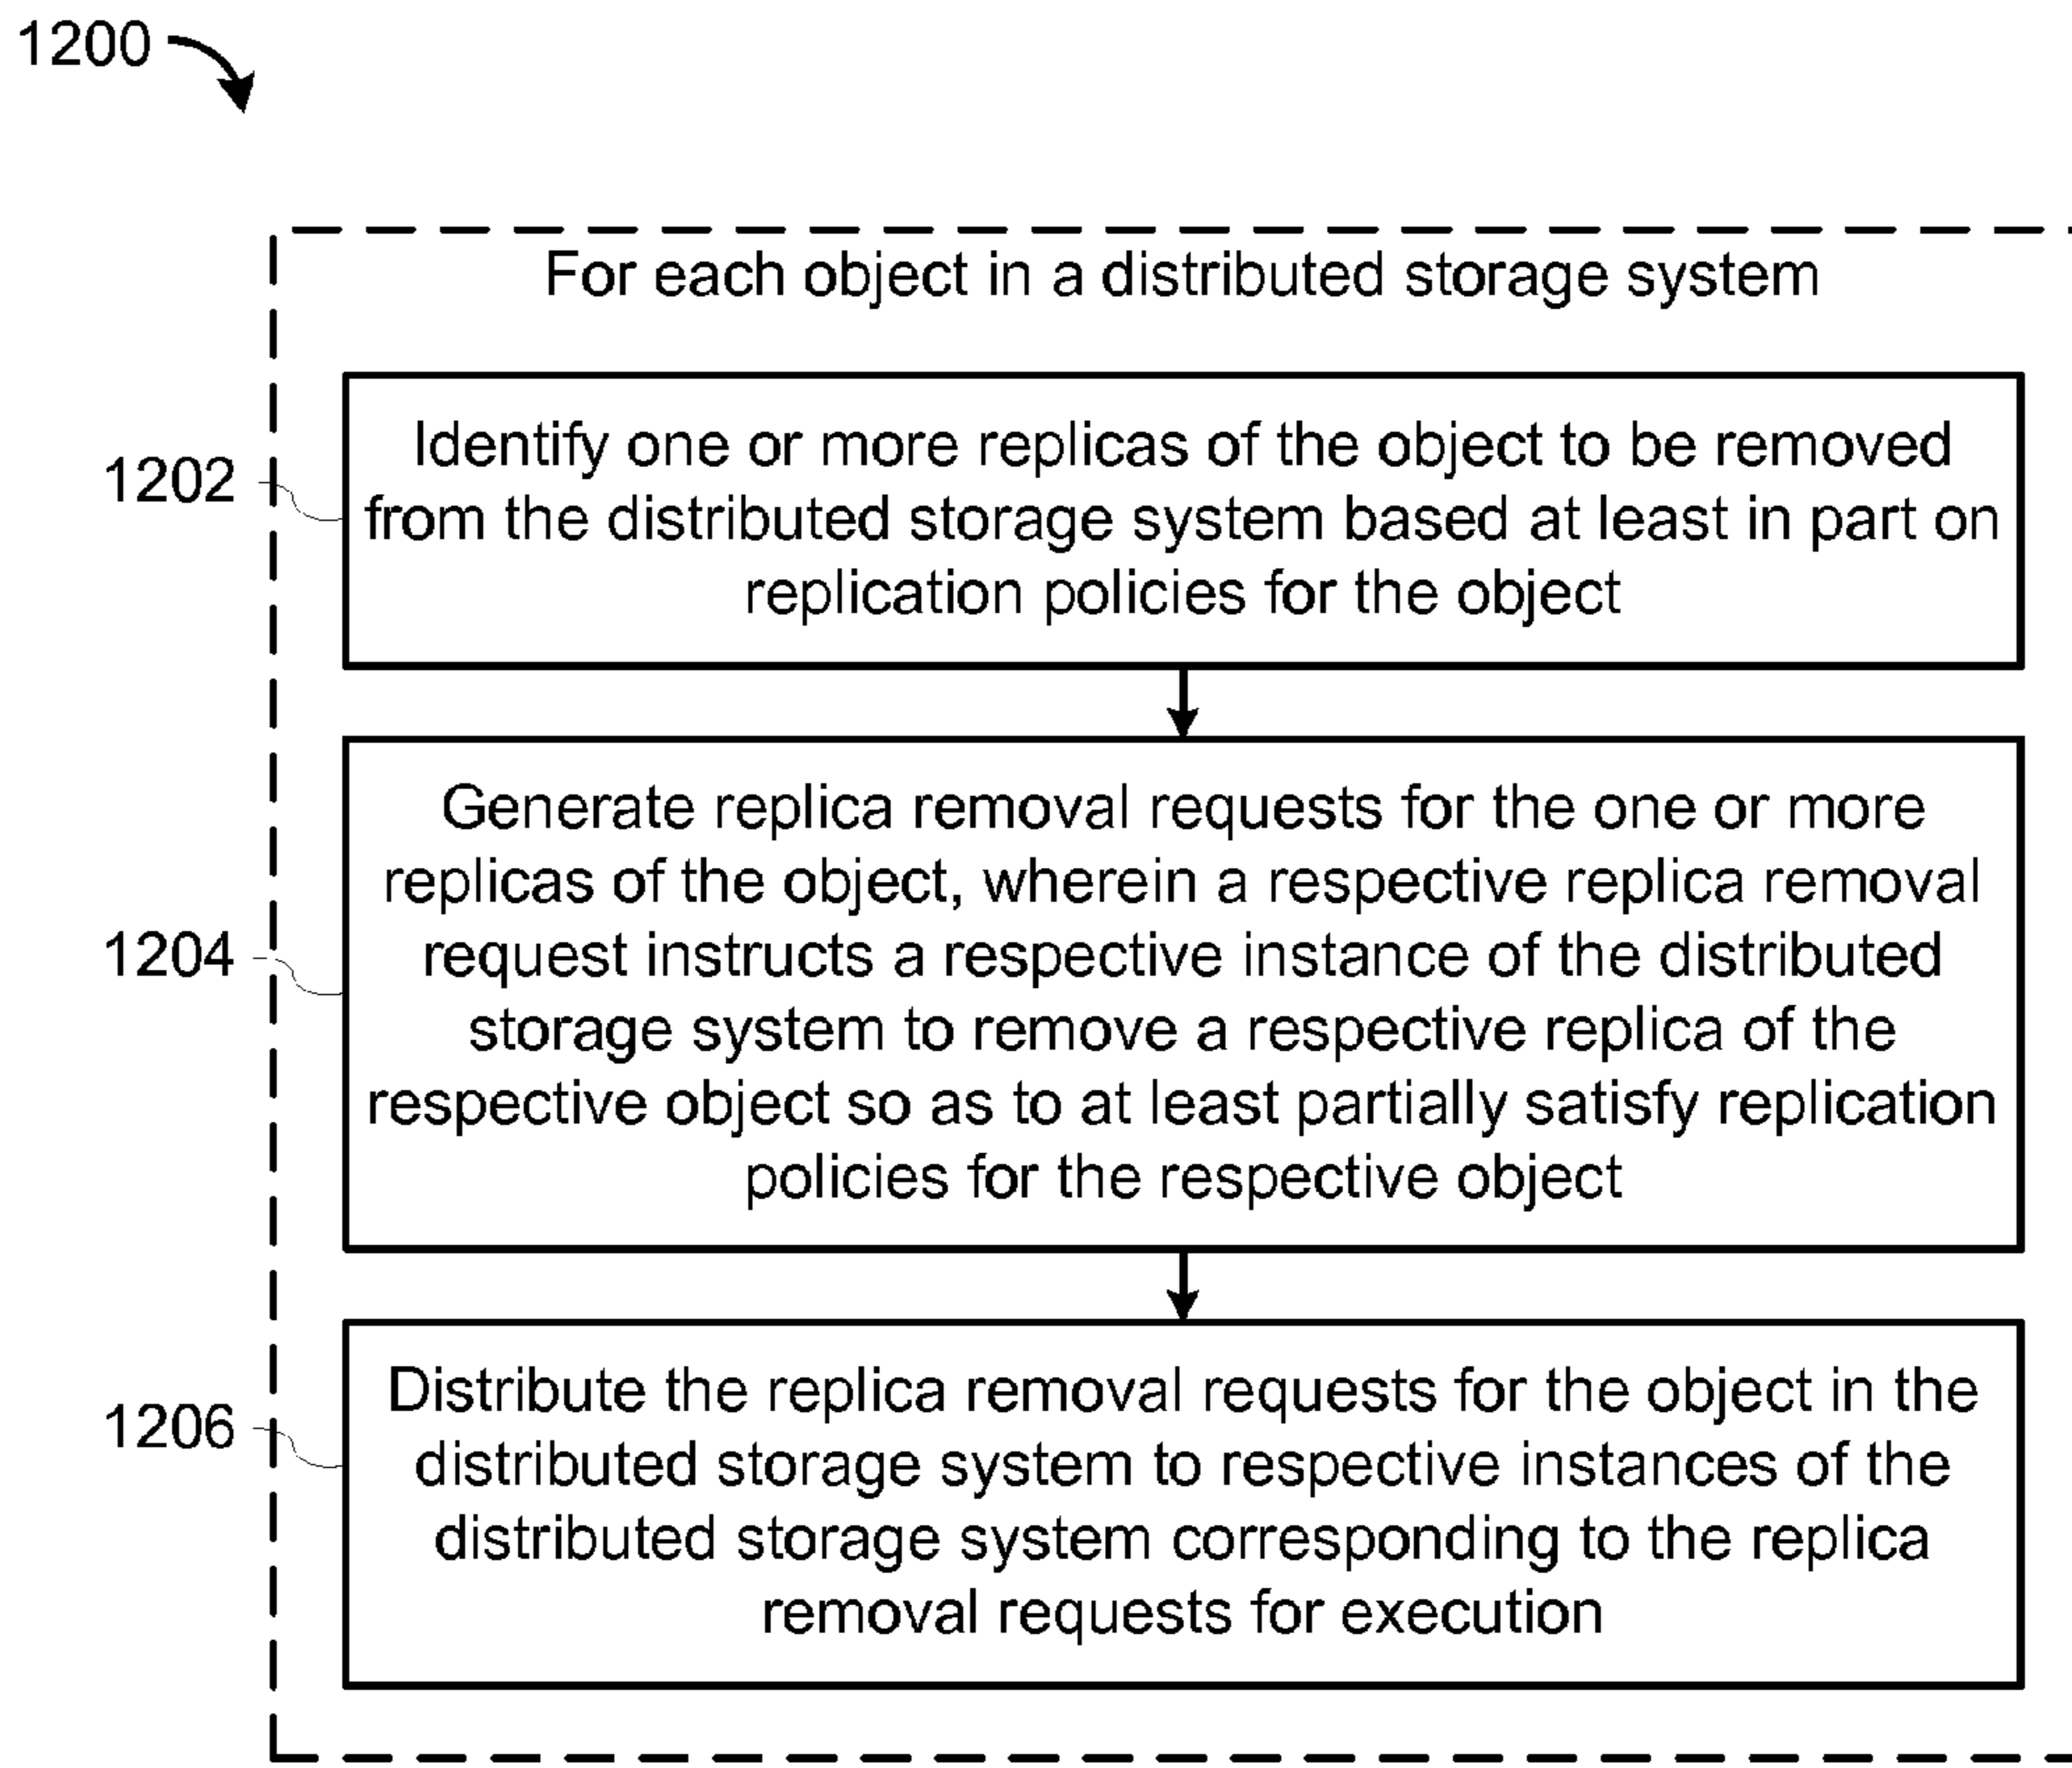 1200
For each object in a distributed storage system
1202
Identify one or more replicas of the object to be removed
from the distributed storage system based at least in part on
replication policies for the object
1204
Generate replica removal requests for the one or more
replicas of the object, wherein a respective replica removal
request instructs a respective instance of the distributed
storage system to remove a respective replica of the
respective object so as to at least partially satisfy replication
policies for the respective object
1206
Distribute the replica removal requests for the object in the
distributed storage system to respective instances of the
distributed storage system corresponding to the replica
removal requests for execution